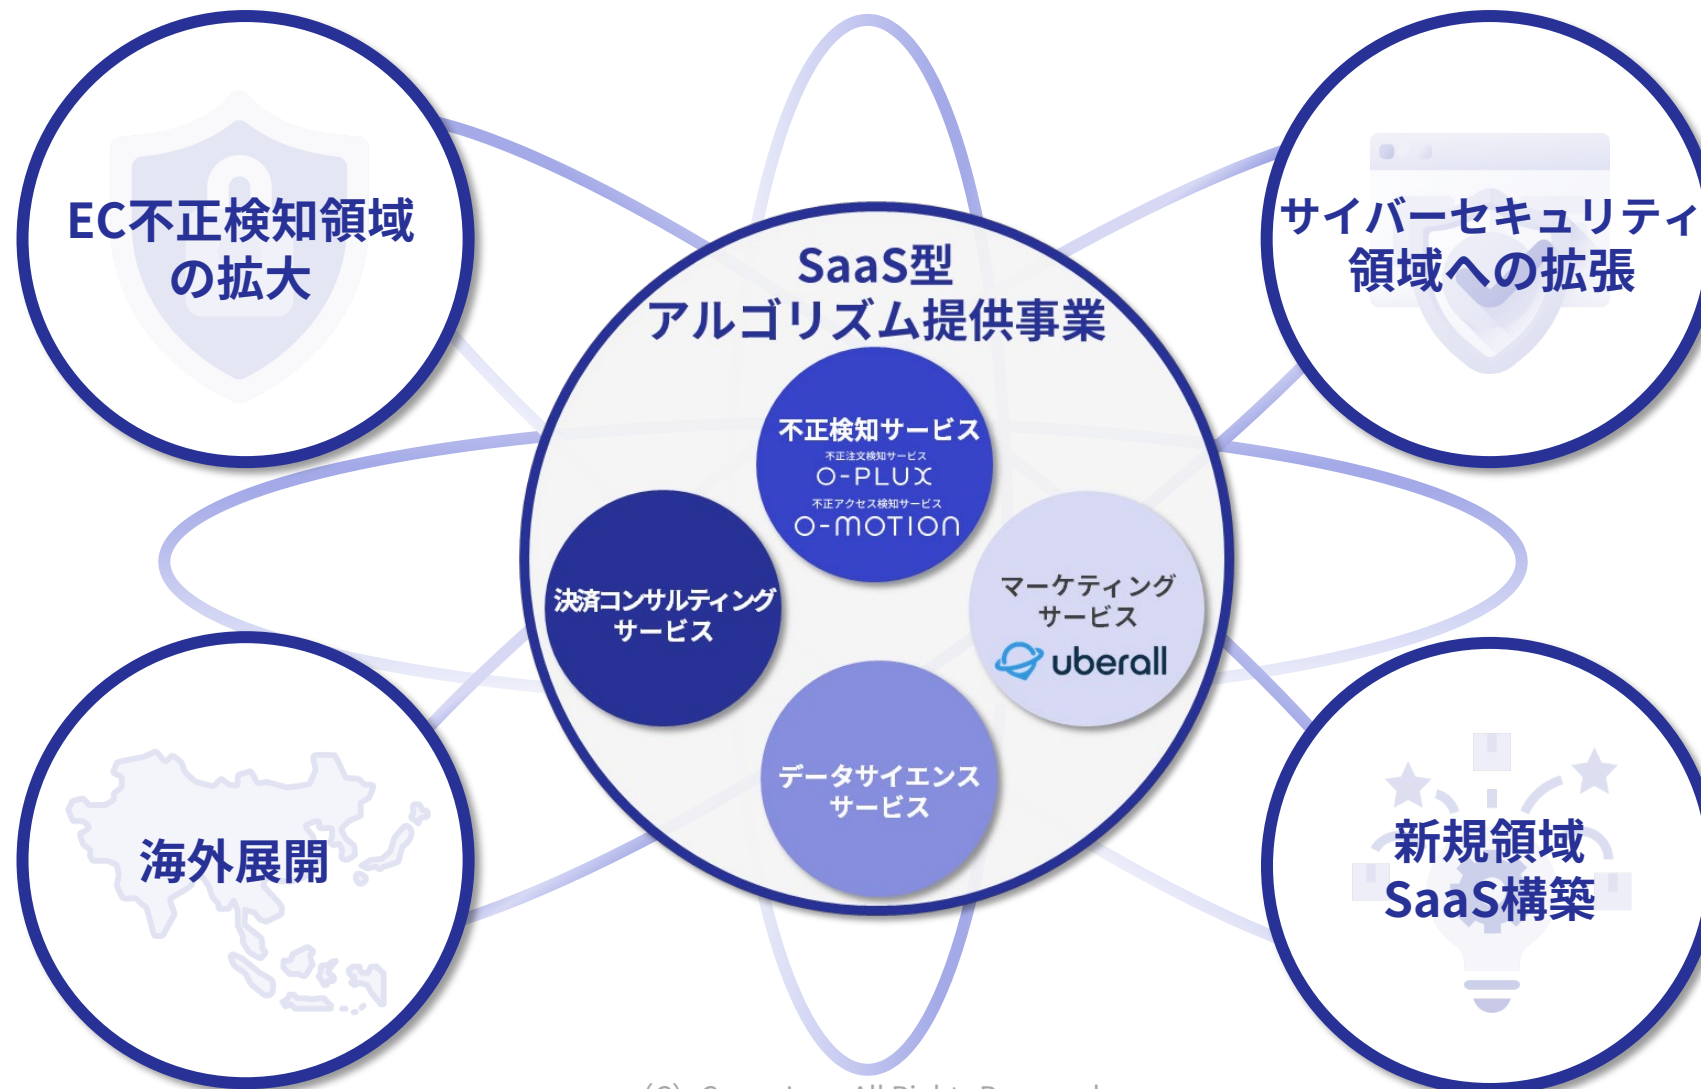 EC不正検知領域
の拡大
サイバーセキュリティ
領域への拡張
SaaS型
アルゴリズム提供事業
不正検知サービス
不正注文検知サービス
O-PLUX
不正アクセス検知サービス
O-MOTION
決済コンサルティング
サービス
マーケティング
サービス
uberall
データサイエンス
サービス
海外展開
新規領域
SaaS構築